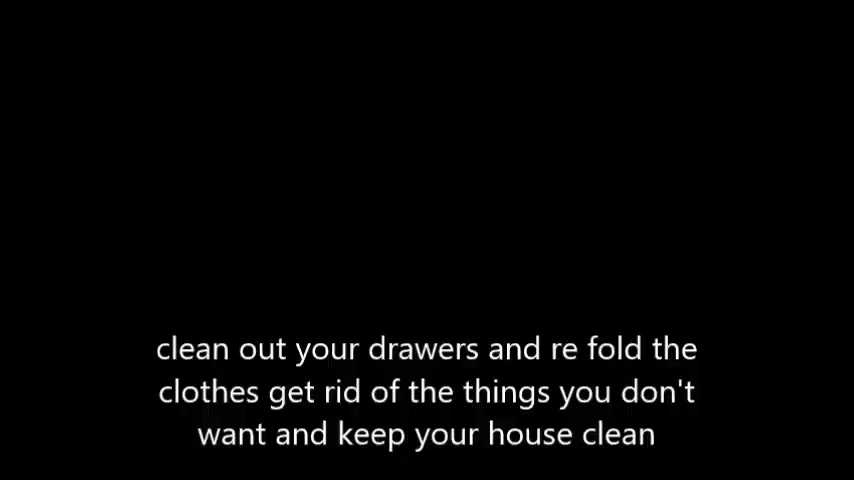 clean out your drawers and re fold the
clothes get rid of the things you don't
want and keep your house clean